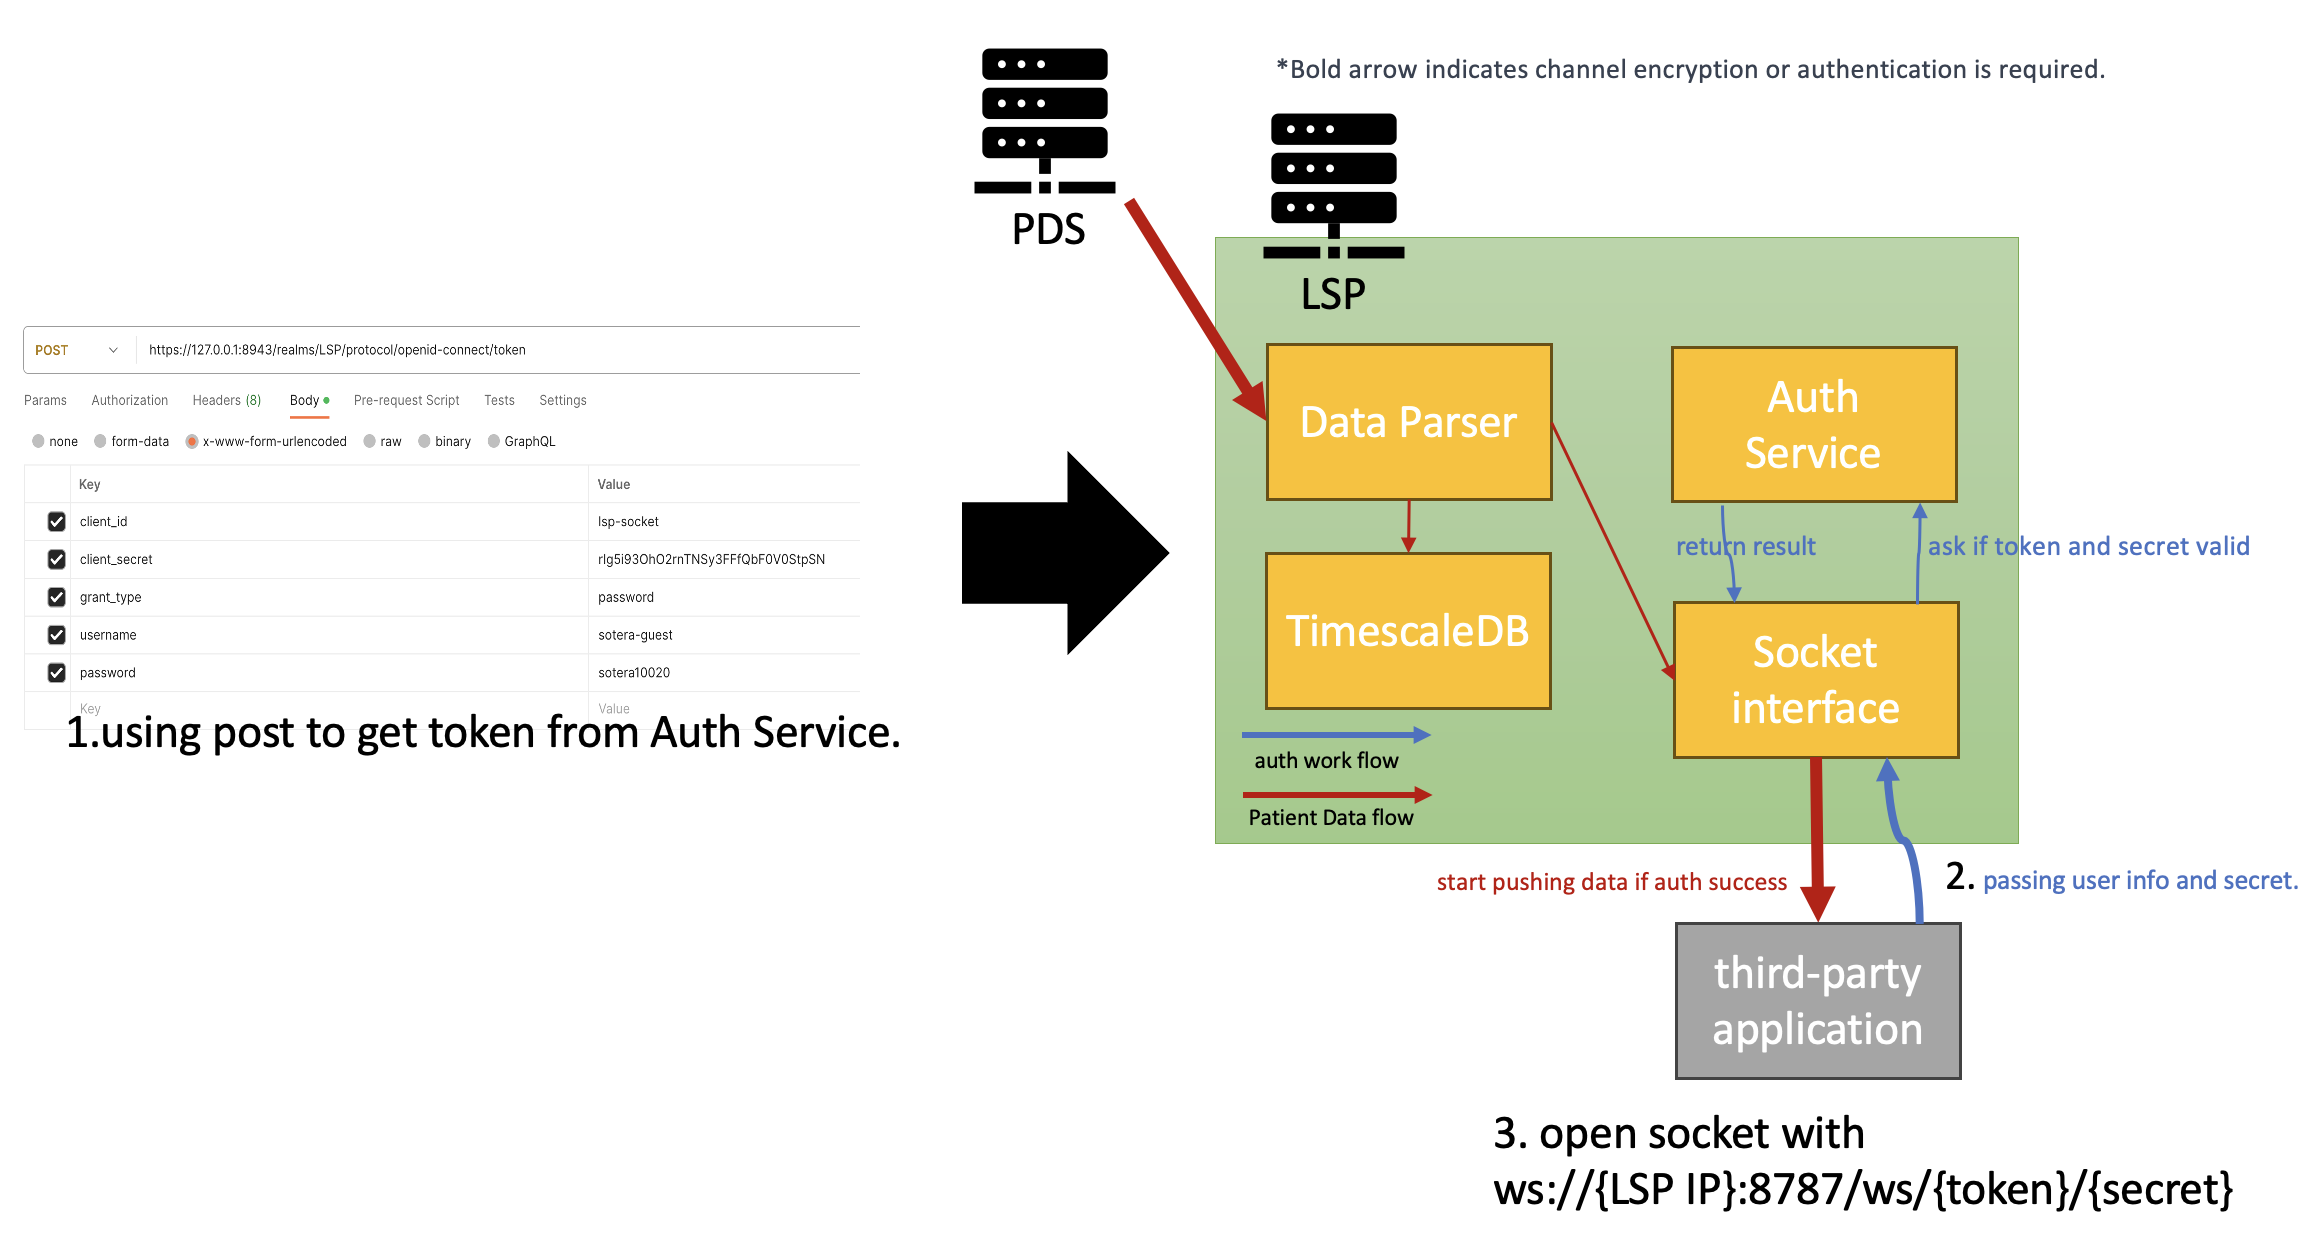 *Bold arrow indicates channel encryption or authentication is required.
PDS
LSP
POST
https://127.0.0.1:8943/realms/LSP/protocol/openid-connect/token
Params Authorization Headers (8) Body Pre-request Script Tests Settings
none form-data x-www-form-urlencoded raw binary GraphQL
Key Value
client_id lsp-socket
client_secret rIg5i93OhO2rnTNSy3FFfQbF0V0StpSN
grant_type password
username sotera-guest
password sotera10020
Key Value
1.using post to get token from Auth Service.
Data Parser
Auth
Service
return result
ask if token and secret valid
TimescaleDB
Socket
interface
auth work flow
Patient Data flow
start pushing data if auth success
2. passing user info and secret.
third-party
application
3. open socket with
ws://{LSP IP}:8787/ws/{token}/{secret}